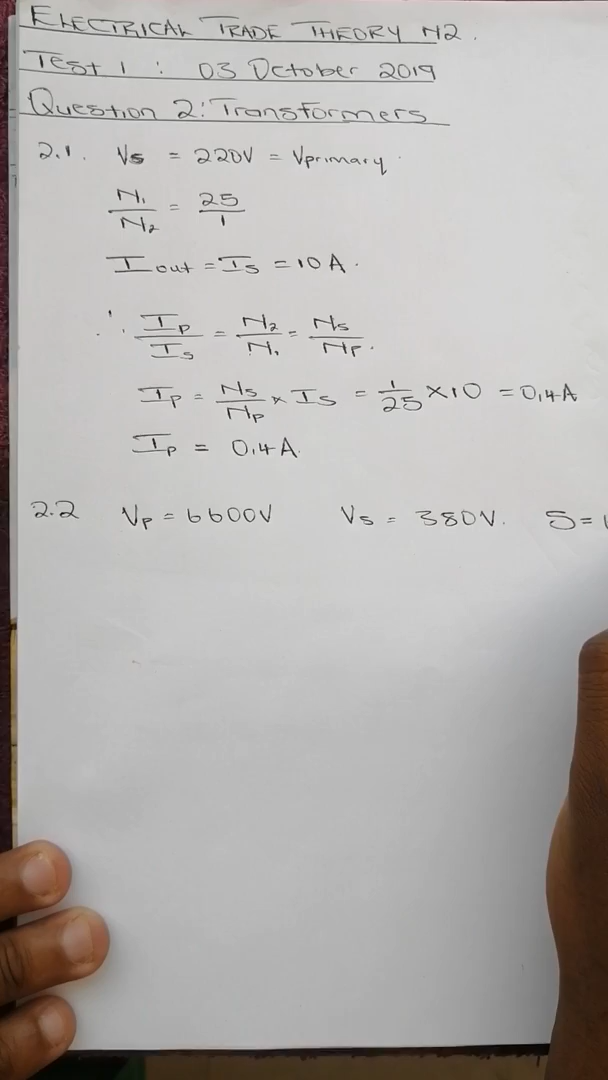 ELECTRICAL TRADE THEORY N2.
Test 1 : 03 October 2019
Question 2: Transformers
2.1. Vs = 220V = Vprimary.
N1/N2 = 25/1
Iout = Is = 10A.
∴ Ip/Is = N2/N1 = Ns/Np.
Ip = Ns/Np × Is = 1/25 × 10 = 0,4A
Ip = 0,4A.
2.2 Vp = 6600V Vs = 380V. S =